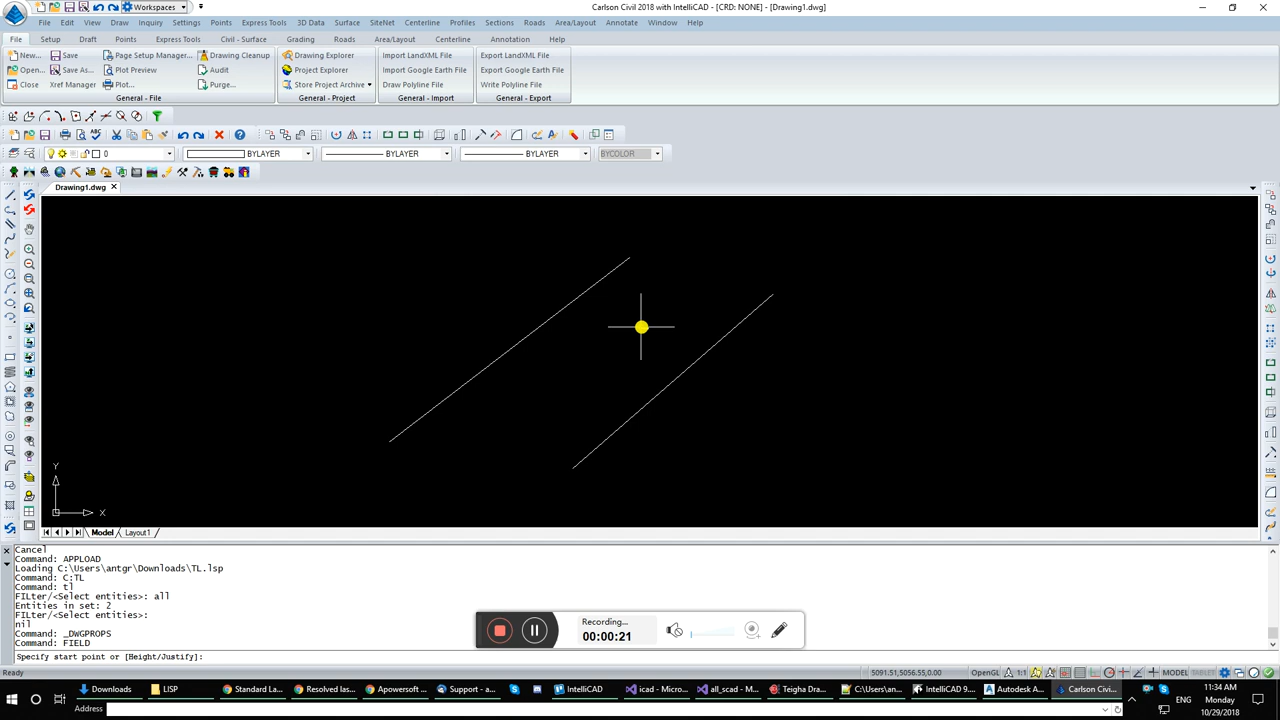 Workspaces
Carlson Civil 2018 with IntelliCAD - [CRD: NONE] - [Drawing1.dwg]
File Edit View Draw Inquiry Settings Points Express Tools 3D Data Surface SiteNet Centerline Profiles Sections Roads Area/Layout Annotate Window Help
File Setup Draft Points Express Tools Civil - Surface Grading Roads Area/Layout Centerline Annotation Help
New... Save Page Setup Manager... Drawing Cleanup Drawing Explorer Import LandXML File Export LandXML File
Open... Save As... Plot Preview Audit Project Explorer Import Google Earth File Export Google Earth File
Close Xref Manager Plot... Purge... Store Project Archive Draw Polyline File Write Polyline File
General - File General - Project General - Import General - Export
0 BYLAYER BYLAYER BYLAYER BYCOLOR
Drawing1.dwg
Y
X
Model Layout1
Cancel
Command: APPLOAD
Loading C:\Users\antgr\Downloads\TL.lsp
Command: C:TL
Command: tl
FILter/<Select entities>: all
Entities in set: 2
FILter/<Select entities>:
nil
Command: _DWGPROPS
Command: FIELD
Specify start point or [Height/Justify]:
Recording...
00:00:21
Ready 5091.51,5056.55,0.00 OpenGL 1:1 MODEL TABLET
Downloads LISP Standard La... Resolved las... Apowersoft ... Support - a... IntelliCAD icad - Micro... all_scad - Mi... Teigha Dra... C:\Users\an... IntelliCAD 9... Autodesk A... Carlson Civi... ENG 11:34 AM
Monday
10/29/2018
Address